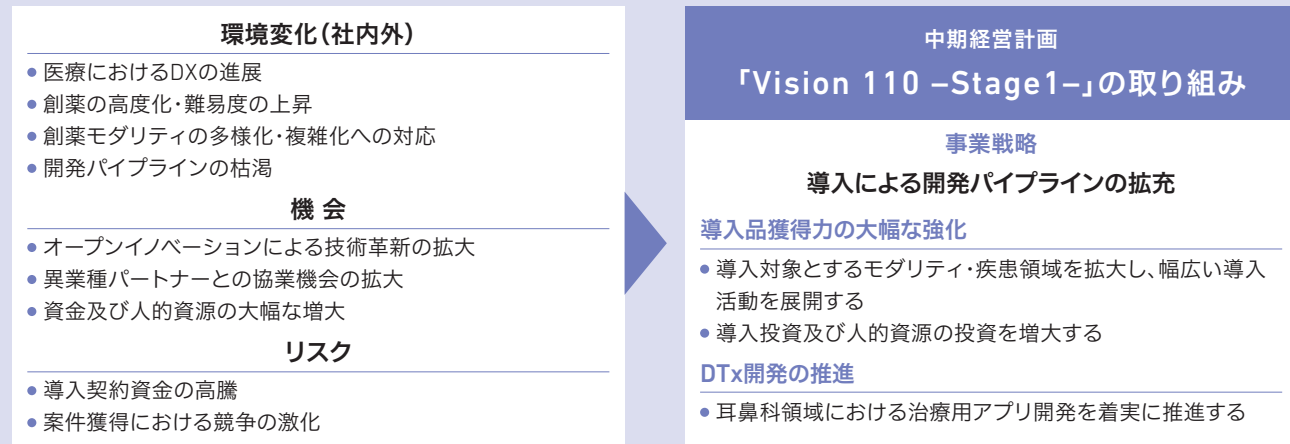 環境変化（社内外）
● 医療におけるDXの進展
● 創薬の高度化・難易度の上昇
● 創薬モダリティの多様化・複雑化への対応
● 開発パイプラインの枯渇
機 会
● オープンイノベーションによる技術革新の拡大
● 異業種パートナーとの協業機会の拡大
● 資金及び人的資源の大幅な増大
リスク
● 導入契約資金の高騰
● 案件獲得における競争の激化
中期経営計画
「Vision 110 –Stage1–」の取り組み
事業戦略
導入による開発パイプラインの拡充
導入品獲得力の大幅な強化
● 導入対象とするモダリティ・疾患領域を拡大し、幅広い導入
活動を展開する
● 導入投資及び人的資源の投資を増大する
DTx開発の推進
● 耳鼻科領域における治療用アプリ開発を着実に推進する